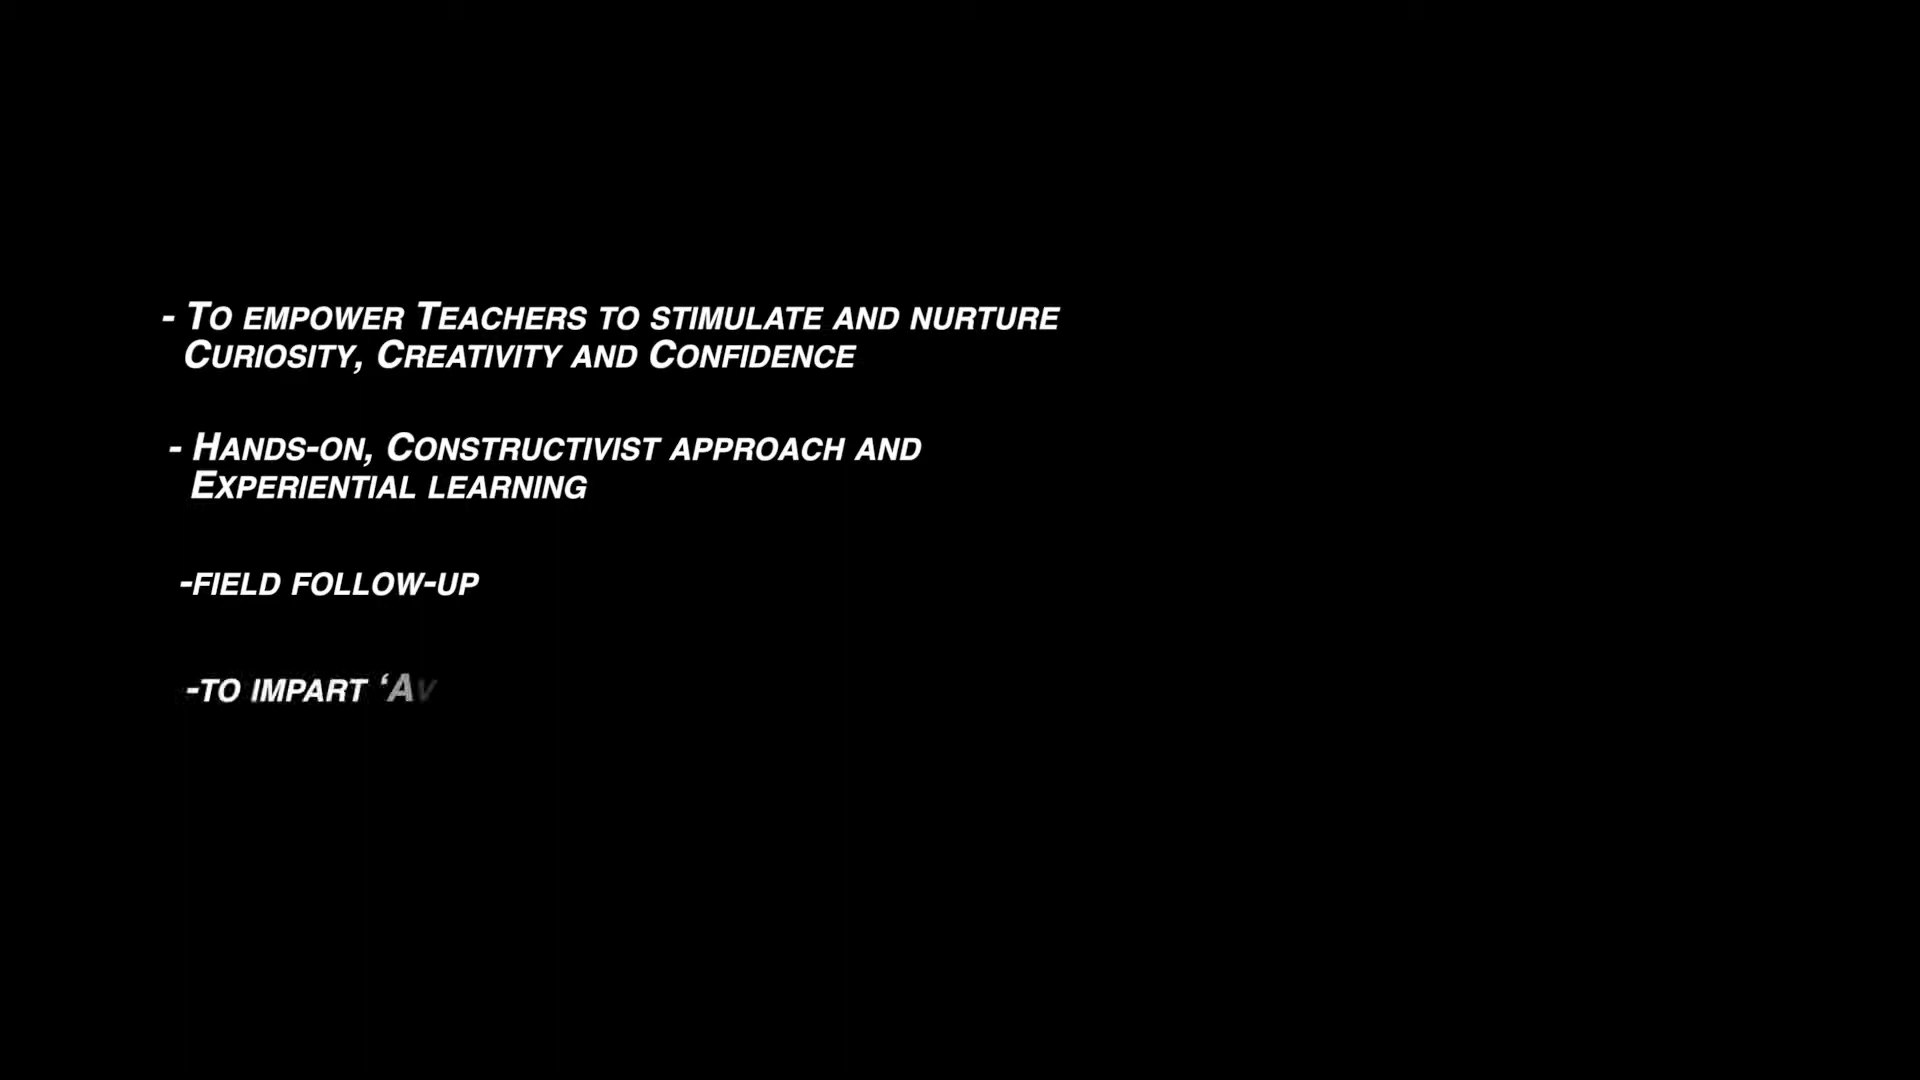 - To empower Teachers to stimulate and nurture
Curiosity, Creativity and Confidence
- Hands-on, Constructivist approach and
Experiential learning
-field follow-up
-to impart ‘Av